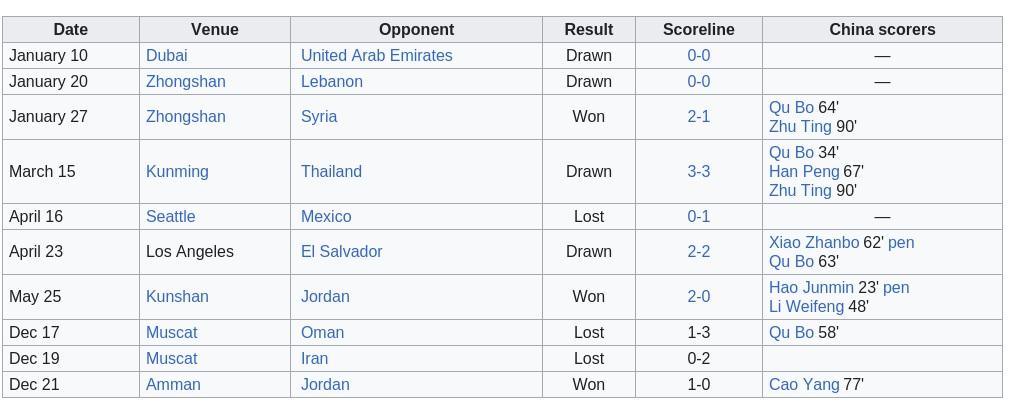 Date Venue Opponent Result Scoreline China scorers
January 10 Dubai United Arab Emirates Drawn 0-0 —
January 20 Zhongshan Lebanon Drawn 0-0 —
January 27 Zhongshan Syria Won 2-1 Qu Bo 64'
Zhu Ting 90'
March 15 Kunming Thailand Drawn 3-3 Qu Bo 34'
Han Peng 67'
Zhu Ting 90'
April 16 Seattle Mexico Lost 0-1 —
April 23 Los Angeles El Salvador Drawn 2-2 Xiao Zhanbo 62' pen
Qu Bo 63'
May 25 Kunshan Jordan Won 2-0 Hao Junmin 23' pen
Li Weifeng 48'
Dec 17 Muscat Oman Lost 1-3 Qu Bo 58'
Dec 19 Muscat Iran Lost 0-2
Dec 21 Amman Jordan Won 1-0 Cao Yang 77'